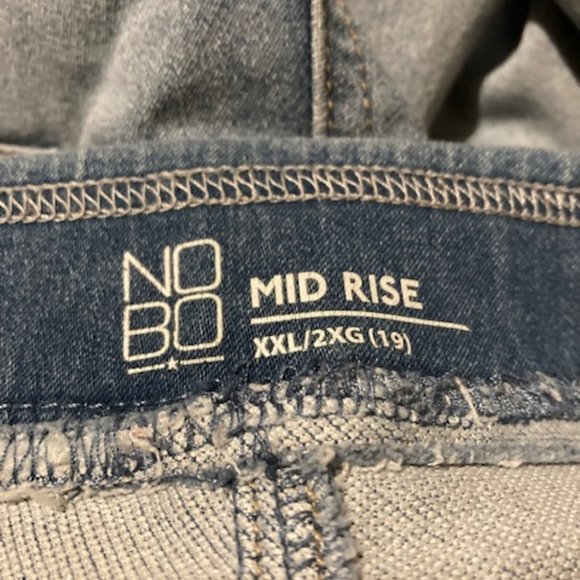 NO
BO
MID RISE
XXL/2XG (19)